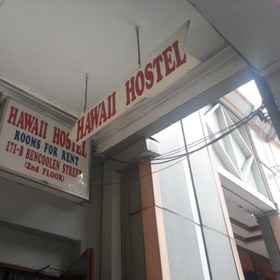 HAWAII HOSTEL
HAWAII HOSTEL
ROOMS FOR RENT
171-B BENCOOLEN STREET
(2nd FLOOR)